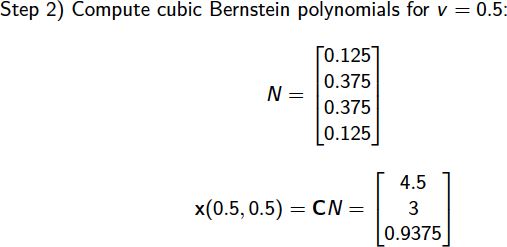 Step 2) Compute cubic Bernstein polynomials for v = 0.5:
N = [0.125
0.375
0.375
0.125]
x(0.5, 0.5) = CN = [4.5
3
0.9375]